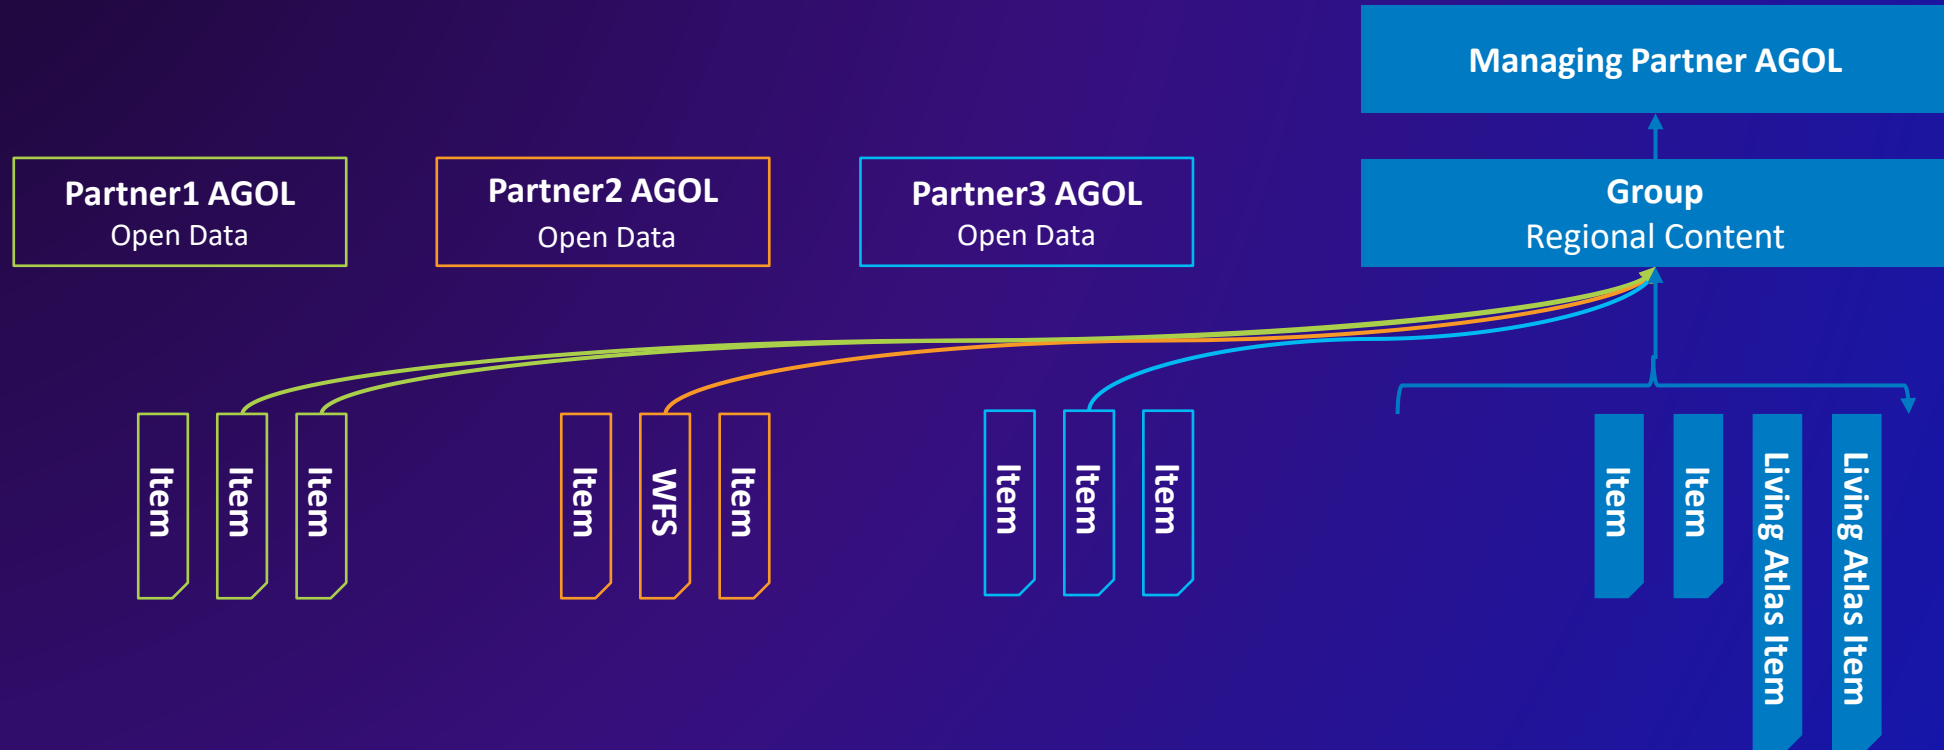 Managing Partner AGOL
Partner1 AGOL
Open Data
Partner2 AGOL
Open Data
Partner3 AGOL
Open Data
Group
Regional Content
Item
Item
Item
Item
WFS
Item
Item
Item
Item
Item
Item
Living Atlas Item
Living Atlas Item